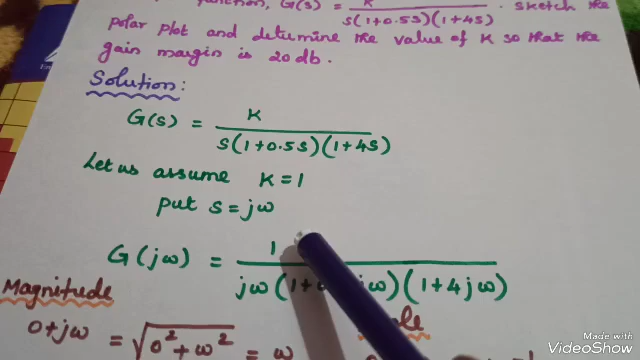 function, G(s) = K / s(1+0.5s)(1+4s) . Sketch the
polar plot and determine the value of K so that the
gain margin is 20 db.
Solution:
G(s) = K / s(1+0.5s)(1+4s)
Let us assume K = 1
put s = jω
G(jω) = 1 / jω(1+ jω)(1+4jω)
Magnitude
0+jω = √0² + ω² = ω
Made with
VideoShow